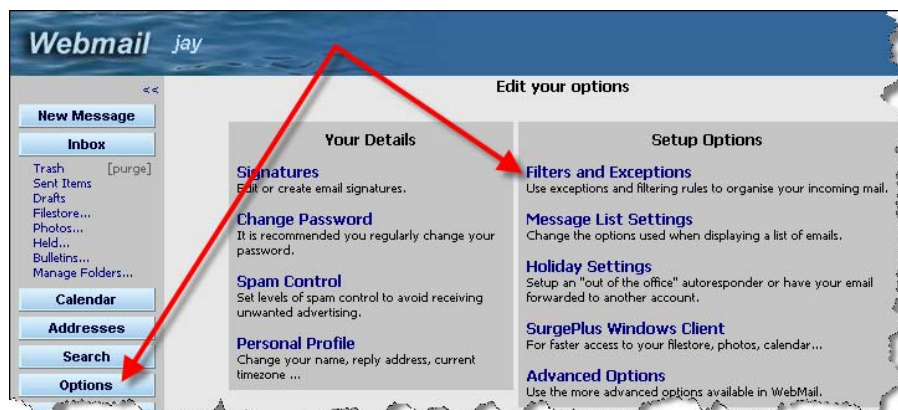 Webmail jay
<<
New Message
Inbox
Trash [purge]
Sent Items
Drafts
Filestore...
Photos...
Held...
Bulletins...
Manage Folders...
Calendar
Addresses
Search
Options
Edit your options
Your Details
Signatures
Edit or create email signatures.
Change Password
It is recommended you regularly change your
password.
Spam Control
Set levels of spam control to avoid receiving
unwanted advertising.
Personal Profile
Change your name, reply address, current
timezone ...
Setup Options
Filters and Exceptions
Use exceptions and filtering rules to organise your incoming mail.
Message List Settings
Change the options used when displaying a list of emails.
Holiday Settings
Setup an "out of the office" autoresponder or have your email
forwarded to another account.
SurgePlus Windows Client
For faster access to your filestore, photos, calendar...
Advanced Options
Use the more advanced options available in WebMail.